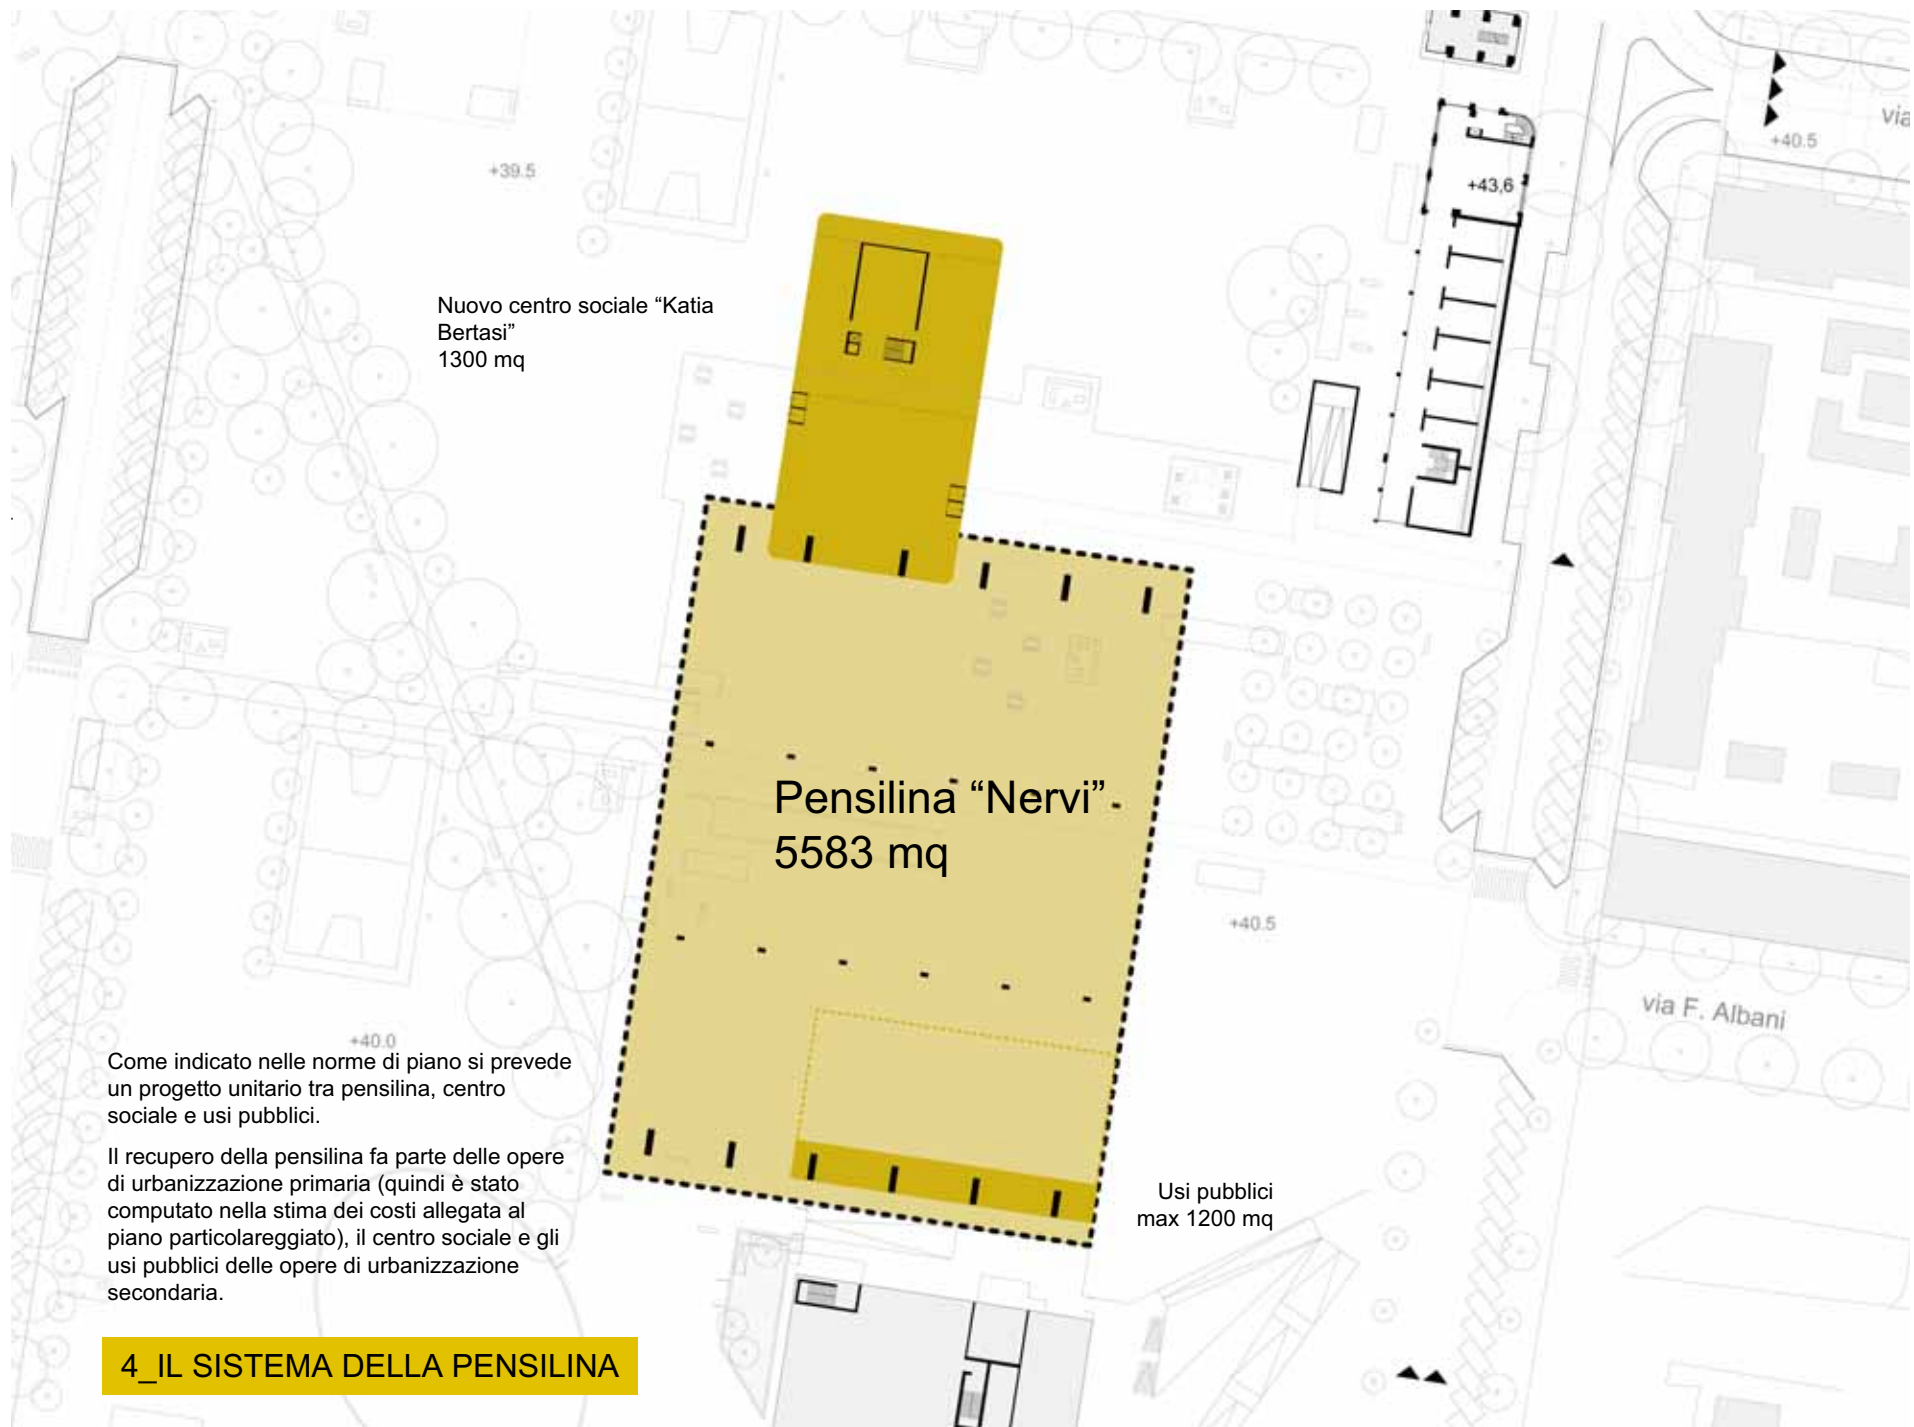 via
+40.5
+39.5
+43,6
Nuovo centro sociale “Katia
Bertasi”
1300 mq
Pensilina “Nervi”
5583 mq
+40.5
via F. Albani
+40.0
Come indicato nelle norme di piano si prevede
un progetto unitario tra pensilina, centro
sociale e usi pubblici.
Il recupero della pensilina fa parte delle opere
di urbanizzazione primaria (quindi è stato
computato nella stima dei costi allegata al
piano particolareggiato), il centro sociale e gli
usi pubblici delle opere di urbanizzazione
secondaria.
Usi pubblici
max 1200 mq
4_IL SISTEMA DELLA PENSILINA